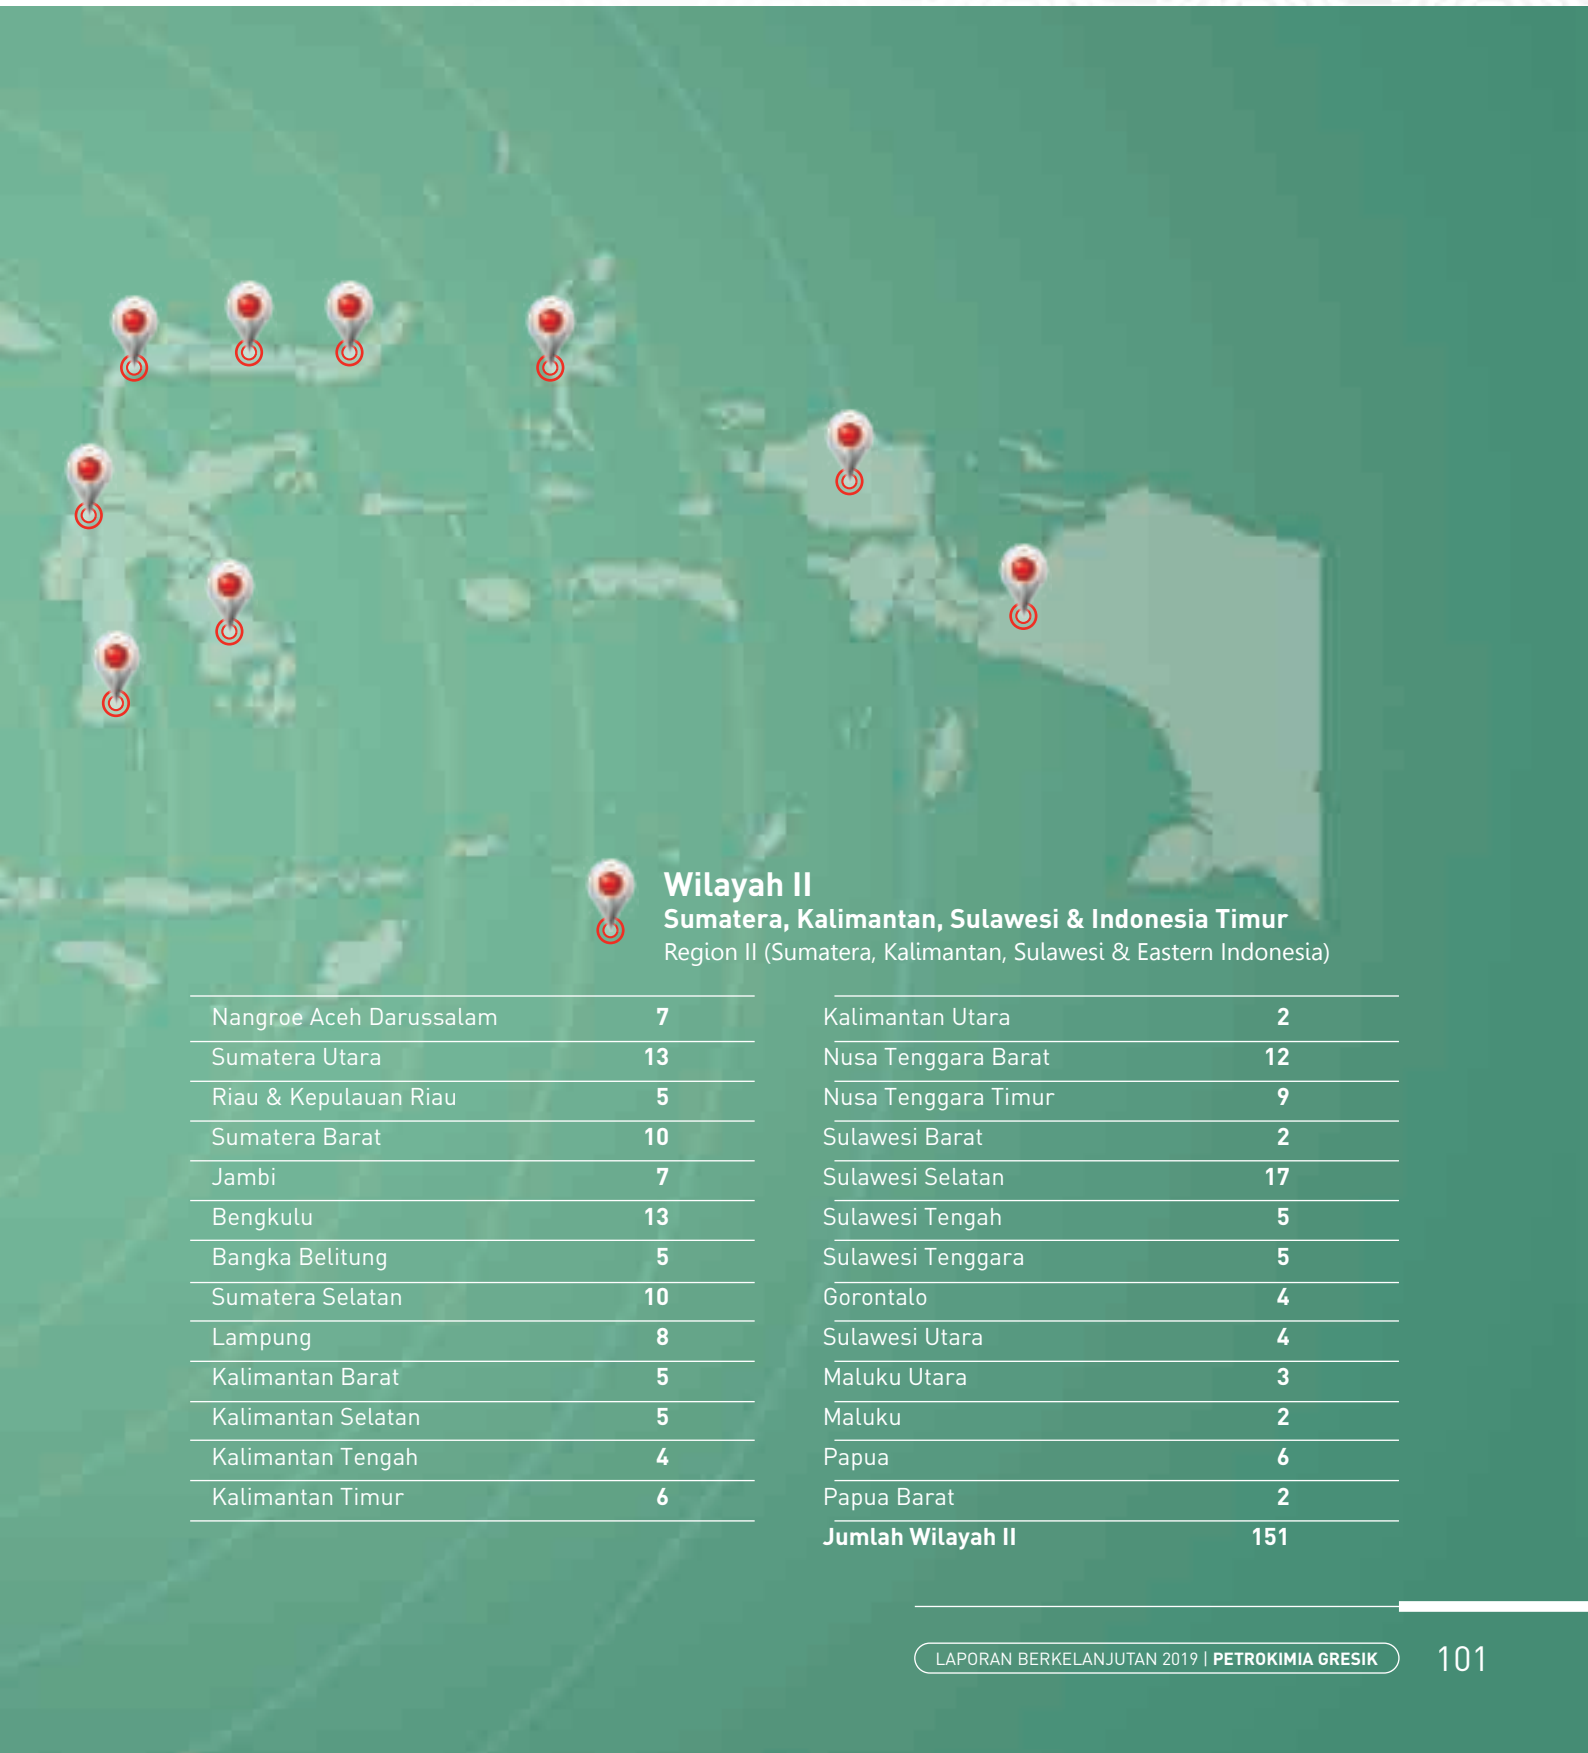 Wilayah II
Sumatera, Kalimantan, Sulawesi & Indonesia Timur
Region II (Sumatera, Kalimantan, Sulawesi & Eastern Indonesia)
Nangroe Aceh Darussalam 7
Sumatera Utara 13
Riau & Kepulauan Riau 5
Sumatera Barat 10
Jambi 7
Bengkulu 13
Bangka Belitung 5
Sumatera Selatan 10
Lampung 8
Kalimantan Barat 5
Kalimantan Selatan 5
Kalimantan Tengah 4
Kalimantan Timur 6
Kalimantan Utara 2
Nusa Tenggara Barat 12
Nusa Tenggara Timur 9
Sulawesi Barat 2
Sulawesi Selatan 17
Sulawesi Tengah 5
Sulawesi Tenggara 5
Gorontalo 4
Sulawesi Utara 4
Maluku Utara 3
Maluku 2
Papua 6
Papua Barat 2
Jumlah Wilayah II 151
LAPORAN BERKELANJUTAN 2019 | PETROKIMIA GRESIK 101